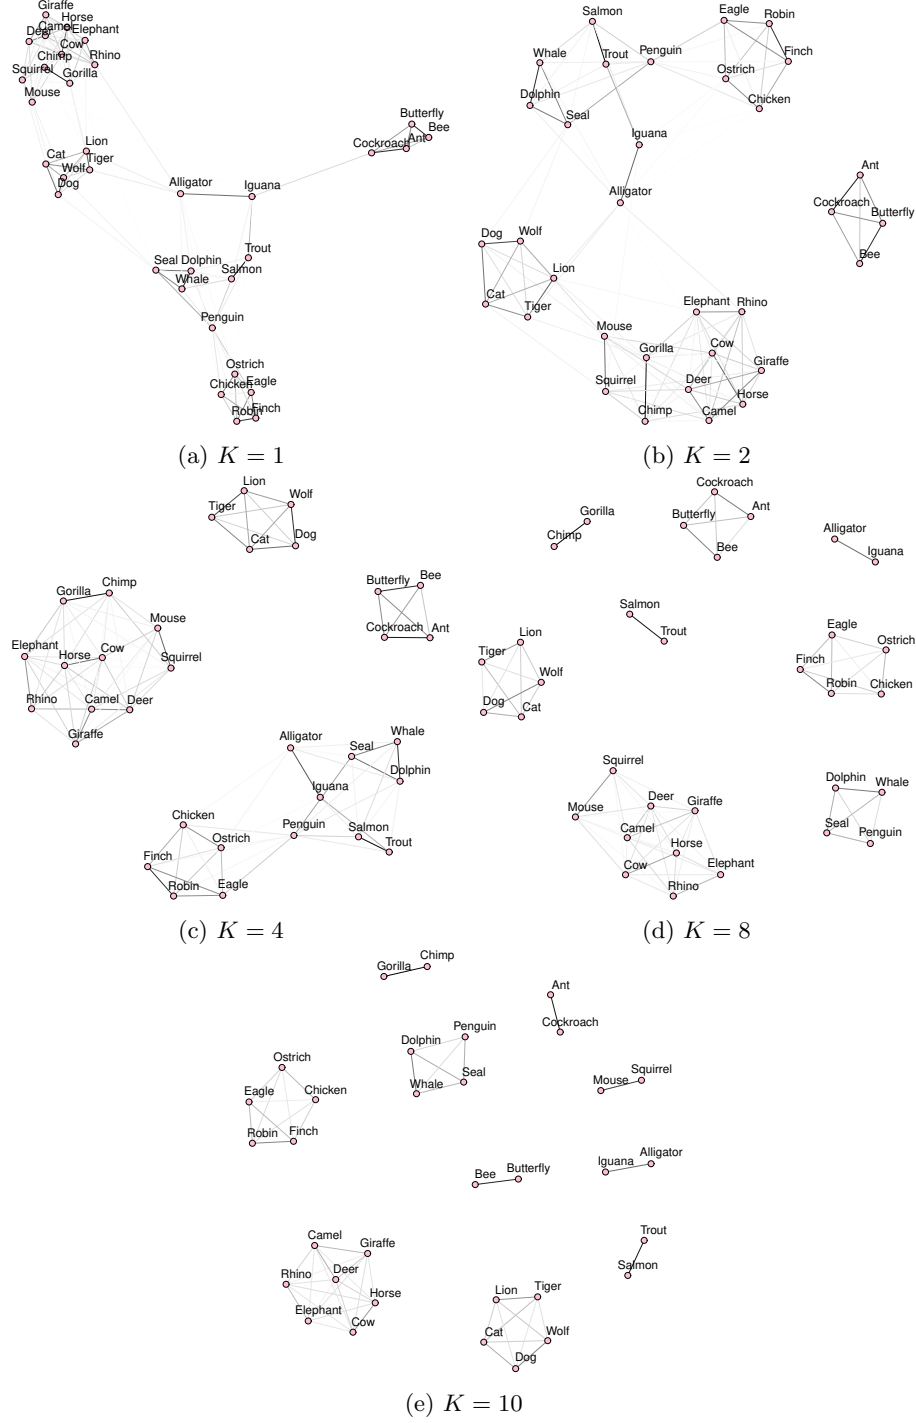 Giraffe
Horse
Camel
Elephant
Deer
Cow
Chimp
Rhino
Squirrel
Gorilla
Mouse
Lion
Cat
Tiger
Wolf
Dog
Butterfly
Bee
Ant
Cockroach
Alligator
Iguana
Trout
Seal
Dolphin
Salmon
Whale
Penguin
Ostrich
Chicken
Eagle
Robin
Finch
(a) K = 1
Salmon
Eagle
Robin
Whale
Trout
Penguin
Finch
Ostrich
Dolphin
Chicken
Seal
Iguana
Ant
Alligator
Cockroach
Butterfly
Bee
Dog
Wolf
Lion
Cat
Tiger
Elephant
Rhino
Mouse
Gorilla
Cow
Giraffe
Squirrel
Deer
Horse
Chimp
Camel
(b) K = 2
Lion
Wolf
Tiger
Cat
Dog
Gorilla
Chimp
Butterfly
Bee
Mouse
Cockroach
Ant
Elephant
Horse
Cow
Squirrel
Rhino
Camel
Deer
Giraffe
Alligator
Seal
Whale
Dolphin
Iguana
Chicken
Penguin
Salmon
Ostrich
Trout
Finch
Robin
Eagle
(c) K = 4
Cockroach
Gorilla
Butterfly
Ant
Chimp
Bee
Alligator
Iguana
Salmon
Trout
Lion
Tiger
Wolf
Dog
Cat
Eagle
Ostrich
Finch
Robin
Chicken
Squirrel
Deer
Giraffe
Mouse
Camel
Horse
Cow
Elephant
Rhino
Dolphin
Whale
Seal
Penguin
(d) K = 8
Gorilla
Chimp
Ant
Cockroach
Penguin
Dolphin
Seal
Whale
Ostrich
Eagle
Chicken
Robin
Finch
Mouse
Squirrel
Bee
Butterfly
Iguana
Alligator
Camel
Giraffe
Rhino
Deer
Horse
Elephant
Cow
Trout
Salmon
Lion
Tiger
Cat
Wolf
Dog
(e) K = 10